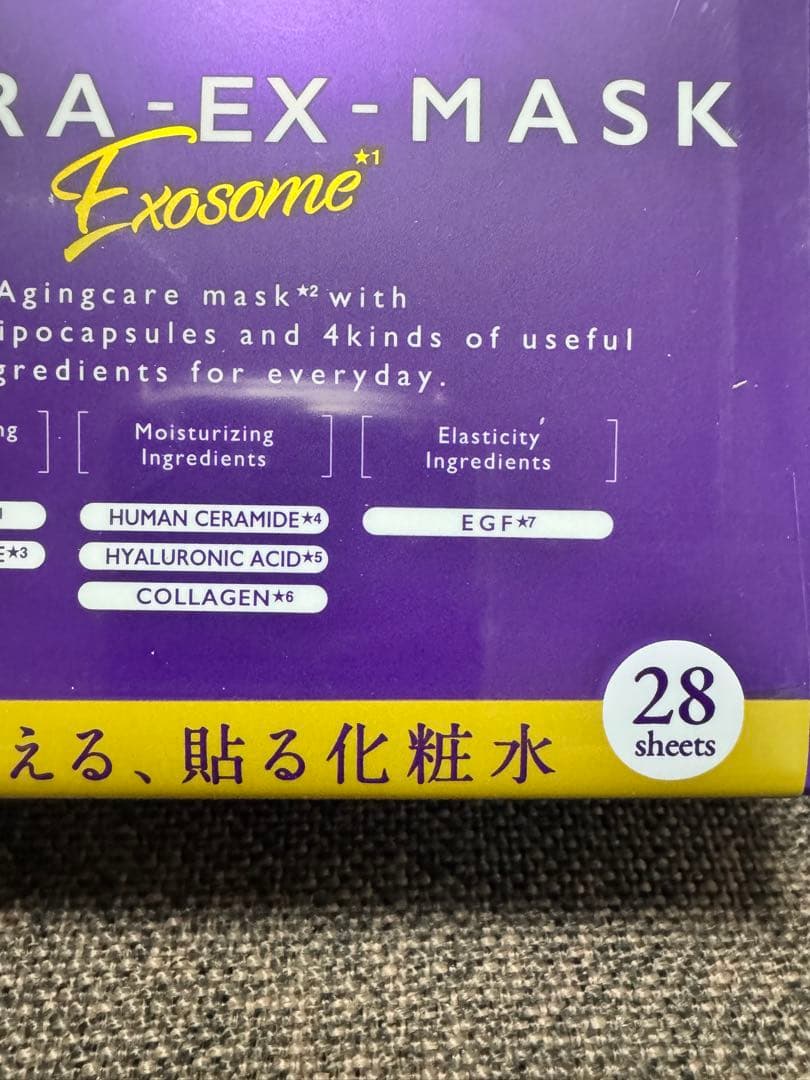 RA-EX-MASK
Exosome★1
Agingcare mask★2 with
ipocapsules and 4kinds of useful
gredients for everyday.
ng
Moisturizing
Ingredients
Elasticity
Ingredients
HUMAN CERAMIDE★4
EGF★7
E★3
HYALURONIC ACID★5
COLLAGEN★6
える、貼る化粧水
28
sheets